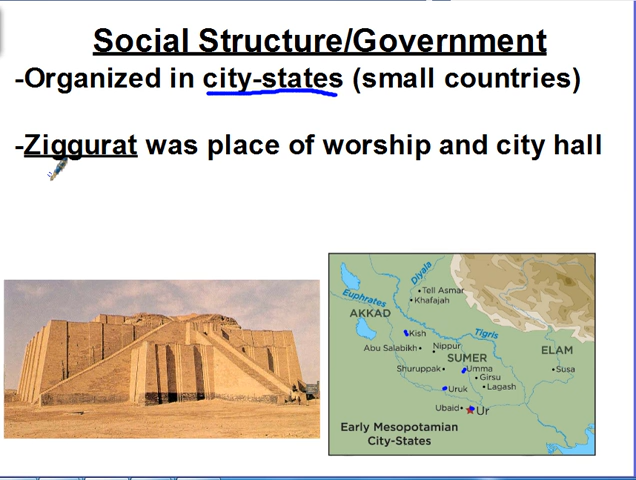 Social Structure/Government
-Organized in city-states (small countries)
-Ziggurat was place of worship and city hall
Diyala
Tell Asmar
Khafajah
Euphrates
AKKAD
Tigris
Kish
Abu Salabikh
Nippur
SUMER
ELAM
Shuruppak
Umma
Susa
Girsu
Uruk
Lagash
Ubaid
Ur
Early Mesopotamian
City-States